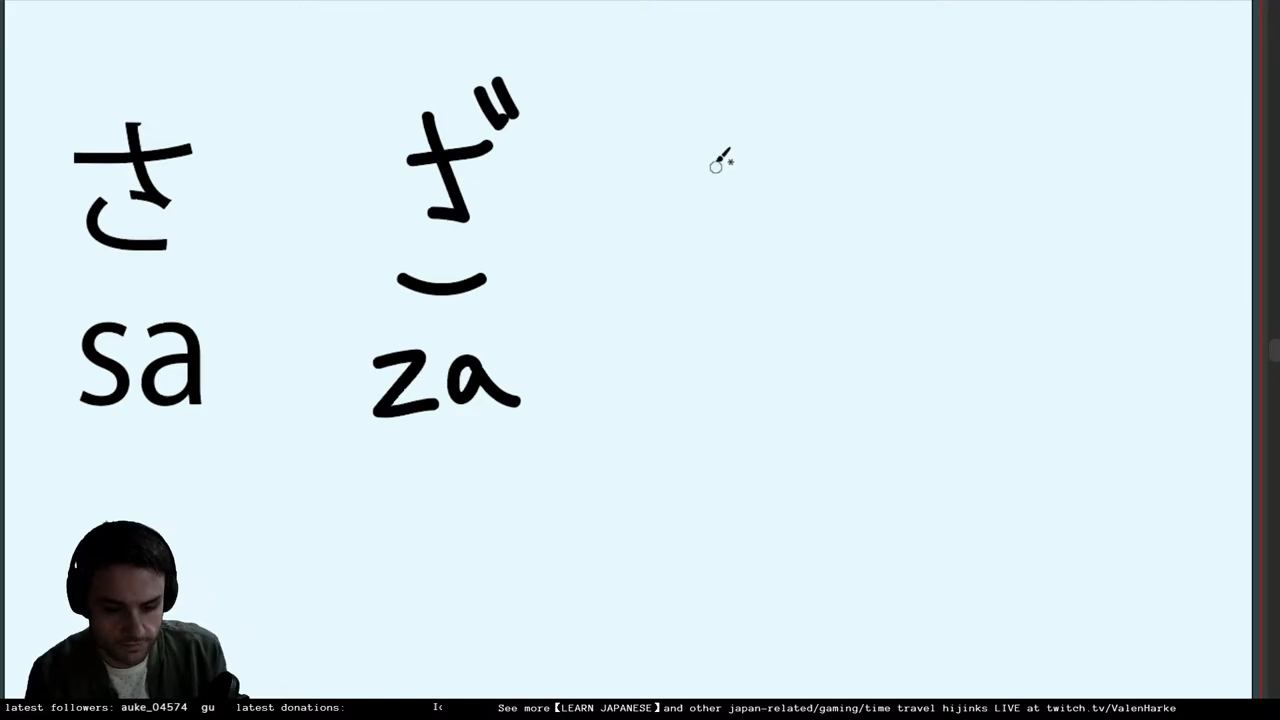 さ ざ
sa za
latest followers: auke_04574 gu latest donations: See more【LEARN JAPANESE】and other japan-related/gaming/time travel hijinks LIVE at twitch.tv/ValenHarke